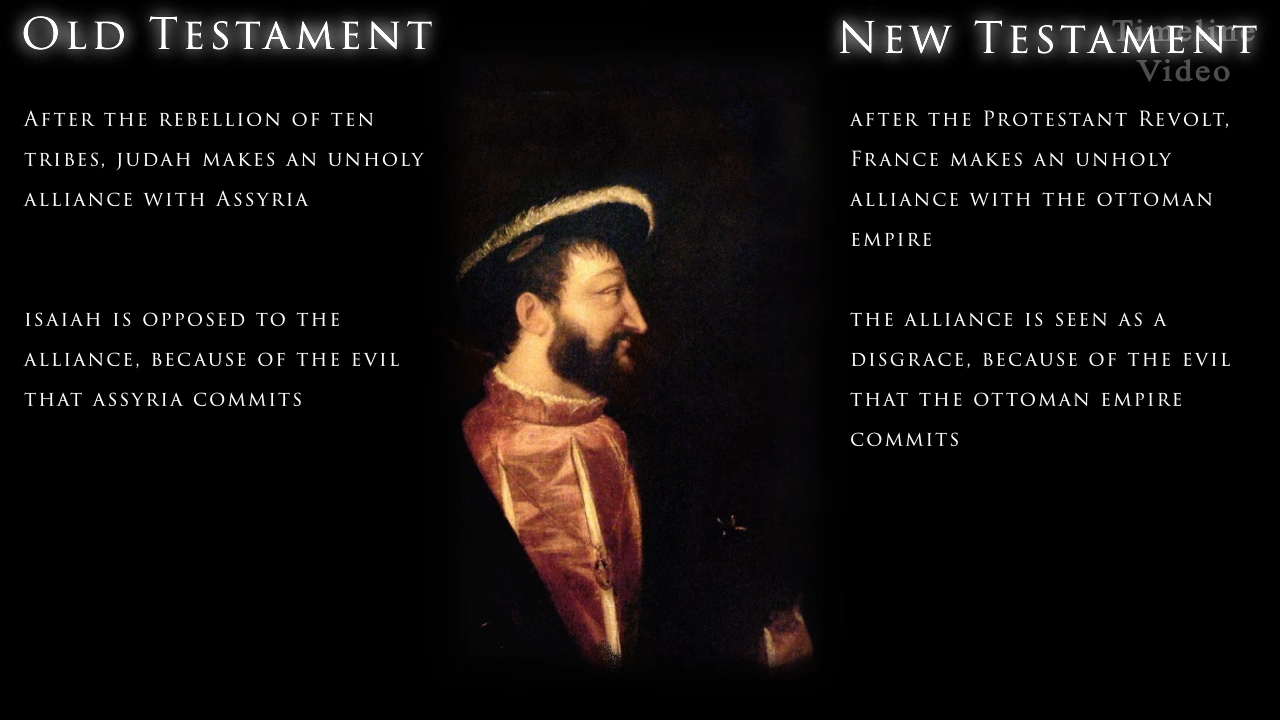 Old Testament
After the rebellion of ten
tribes, judah makes an unholy
alliance with Assyria
isaiah is opposed to the
alliance, because of the evil
that assyria commits
New Testament
Timeline
Video
after the Protestant Revolt,
France makes an unholy
alliance with the ottoman
empire
the alliance is seen as a
disgrace, because of the evil
that the ottoman empire
commits